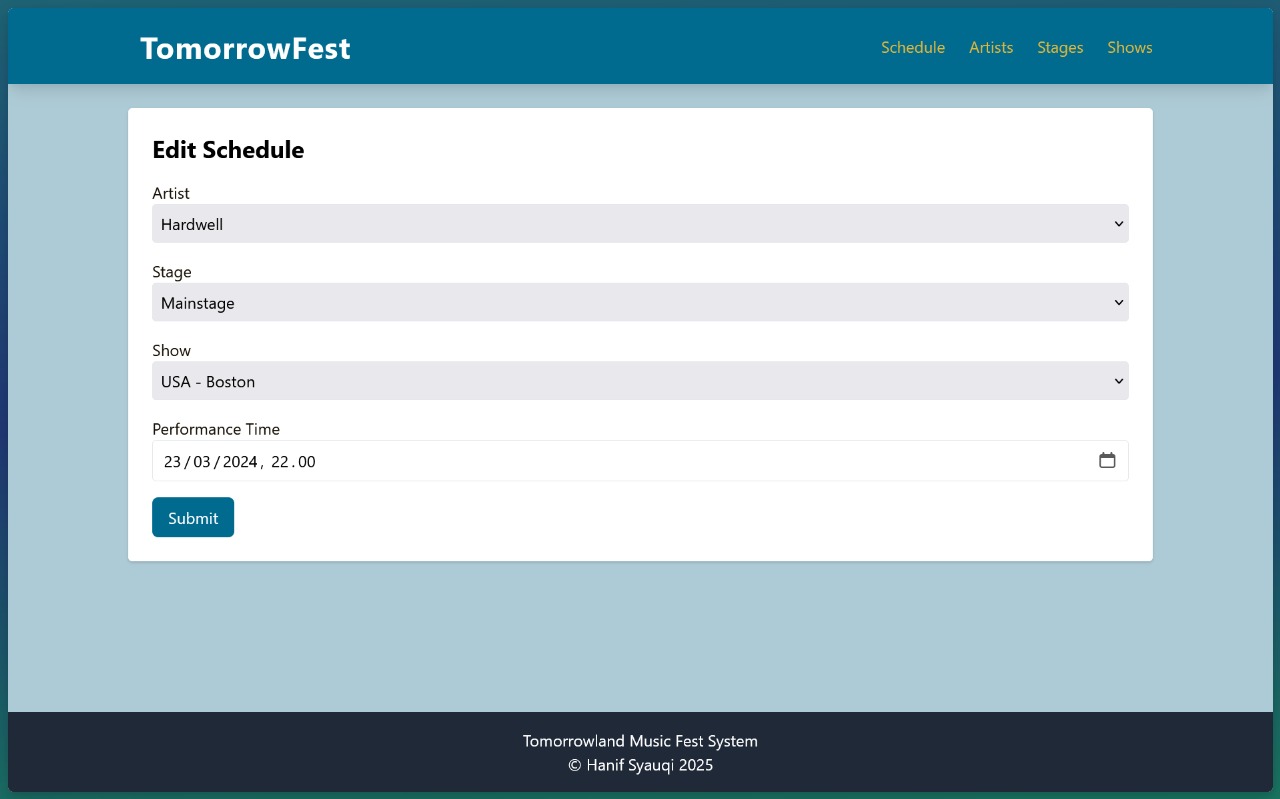 TomorrowFest
Schedule Artists Stages Shows
Edit Schedule
Artist
Hardwell
Stage
Mainstage
Show
USA - Boston
Performance Time
23/03/2024, 22.00
Submit
Tomorrowland Music Fest System
© Hanif Syauqi 2025